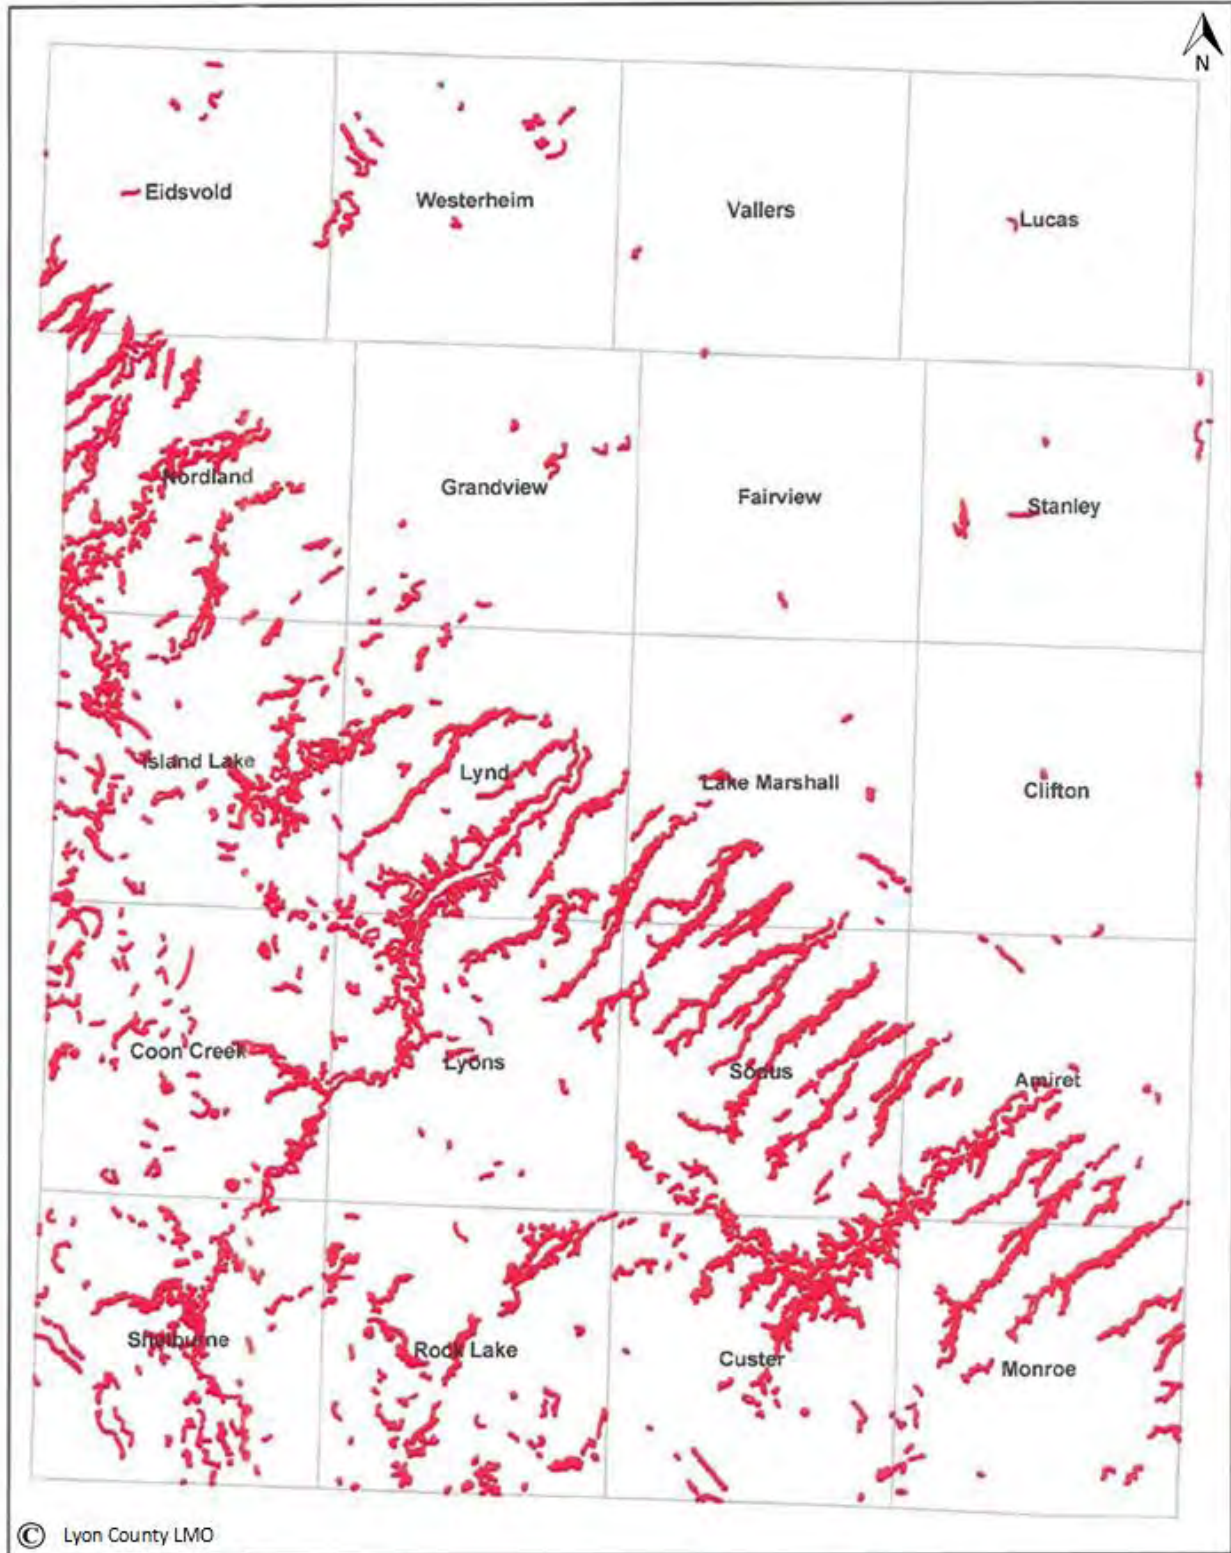 N
Eidsvold
Westerheim
Vallers
Lucas
Nordland
Grandview
Fairview
Stanley
Island Lake
Lynd
Lake Marshall
Clifton
Coon Creek
Lyons
Sodus
Amiret
Shelburne
Rock Lake
Custer
Monroe
© Lyon County LMO